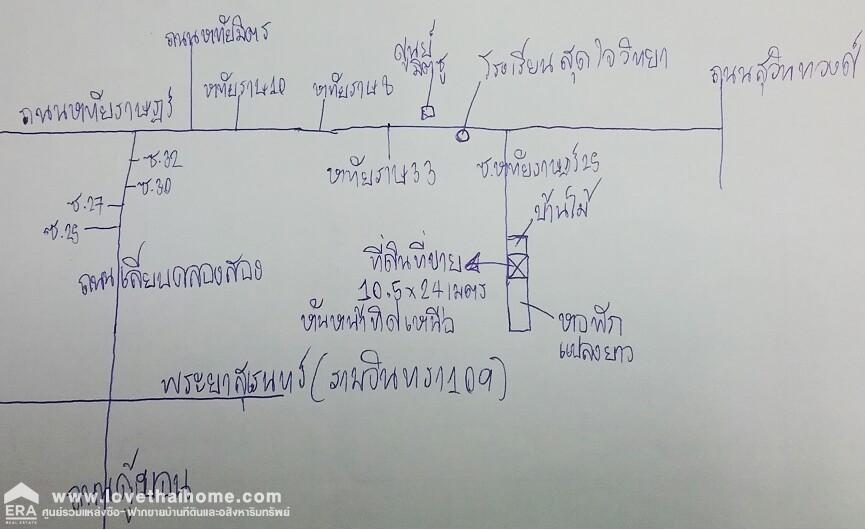 ถนนหทัยมิตร
ศูนย์
มิตซู
โรงเรียนสุดใจวิทยา
ถนนสุวินทวงศ์
หทัยราษ10
หทัยราษ8
ถนนหทัยราษฎร์
ซ.32
ซ.30
ซ.27
ซ.25
หทัยราษ33
ซ.หทัยราษฎร์25
บ้านไม้
ที่ดินที่ขาย
10.5x24เมตร
หันหน้าทิศเหนือ
ถนนเลียบคลองสอง
หอพัก
แปลงยาว
พระยาสุเรนทร์(รามอินทรา109)
ถนนคู้บอน
ERA
REAL ESTATE
www.lovethaihome.com
ศูนย์รวมแหล่งซื้อ-ฝากขายบ้านที่ดินและอสังหาริมทรัพย์